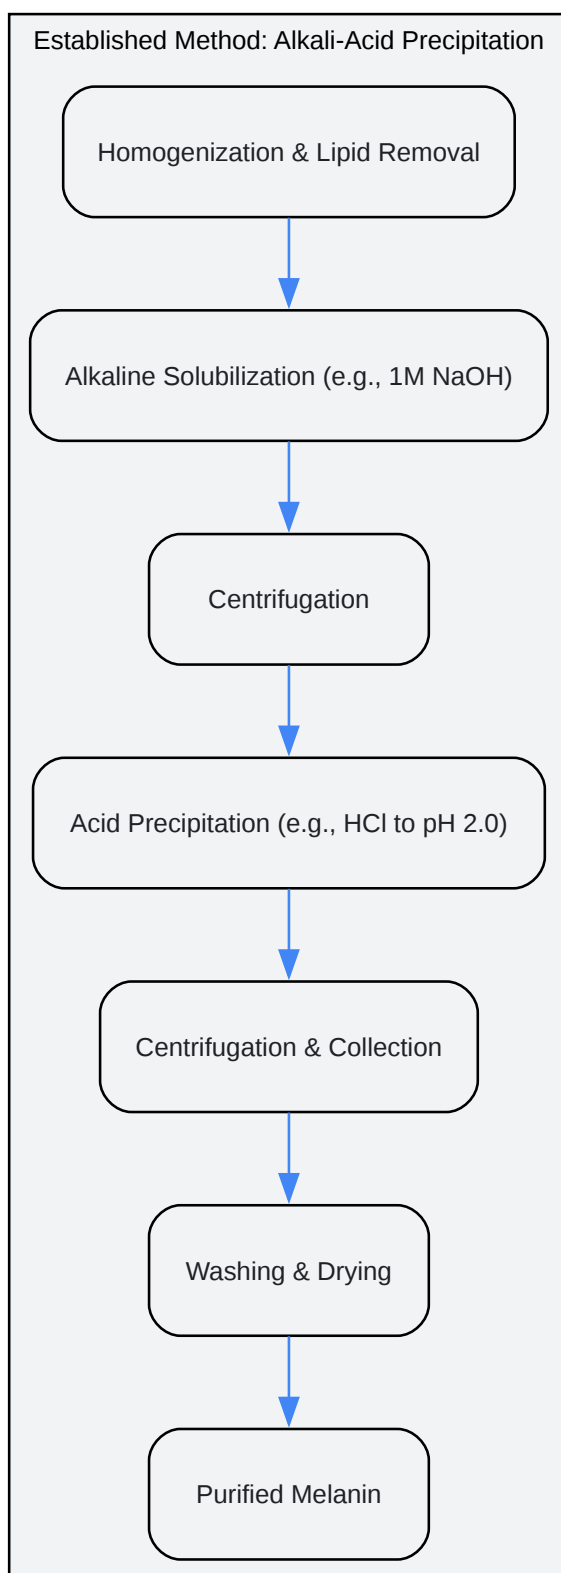 Established Method: Alkali-Acid Precipitation
Homogenization & Lipid Removal
Alkaline Solubilization (e.g., 1M NaOH)
Centrifugation
Acid Precipitation (e.g., HCl to pH 2.0)
Centrifugation & Collection
Washing & Drying
Purified Melanin